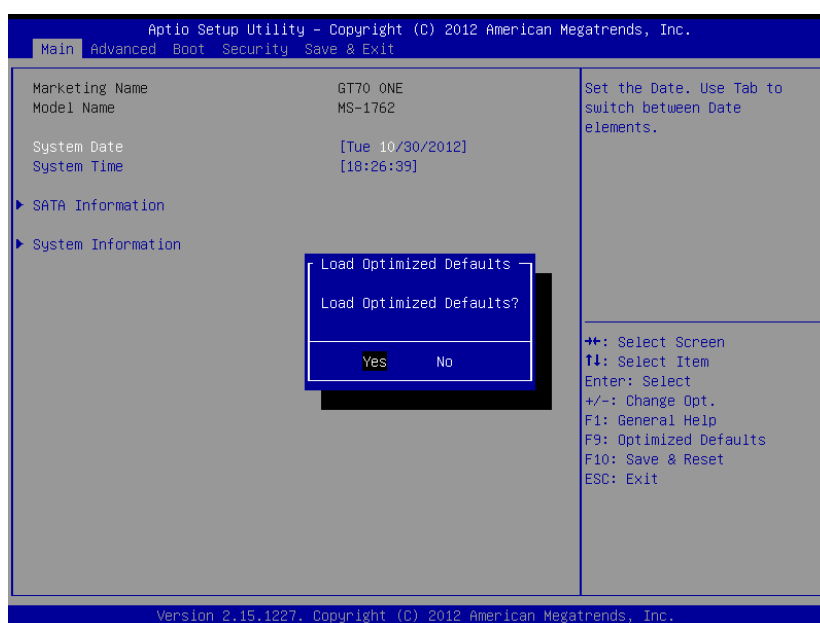 Aptio Setup Utility – Copyright (C) 2012 American Megatrends, Inc.
Main Advanced Boot Security Save & Exit
Marketing Name GT70 ONE
Model Name MS-1762
System Date [Tue 10/30/2012]
System Time [18:26:39]
SATA Information
System Information
Load Optimized Defaults
Load Optimized Defaults?
Yes No
Set the Date. Use Tab to
switch between Date
elements.
→←: Select Screen
↑↓: Select Item
Enter: Select
+/-: Change Opt.
F1: General Help
F9: Optimized Defaults
F10: Save & Reset
ESC: Exit
Version 2.15.1227. Copyright (C) 2012 American Megatrends, Inc.